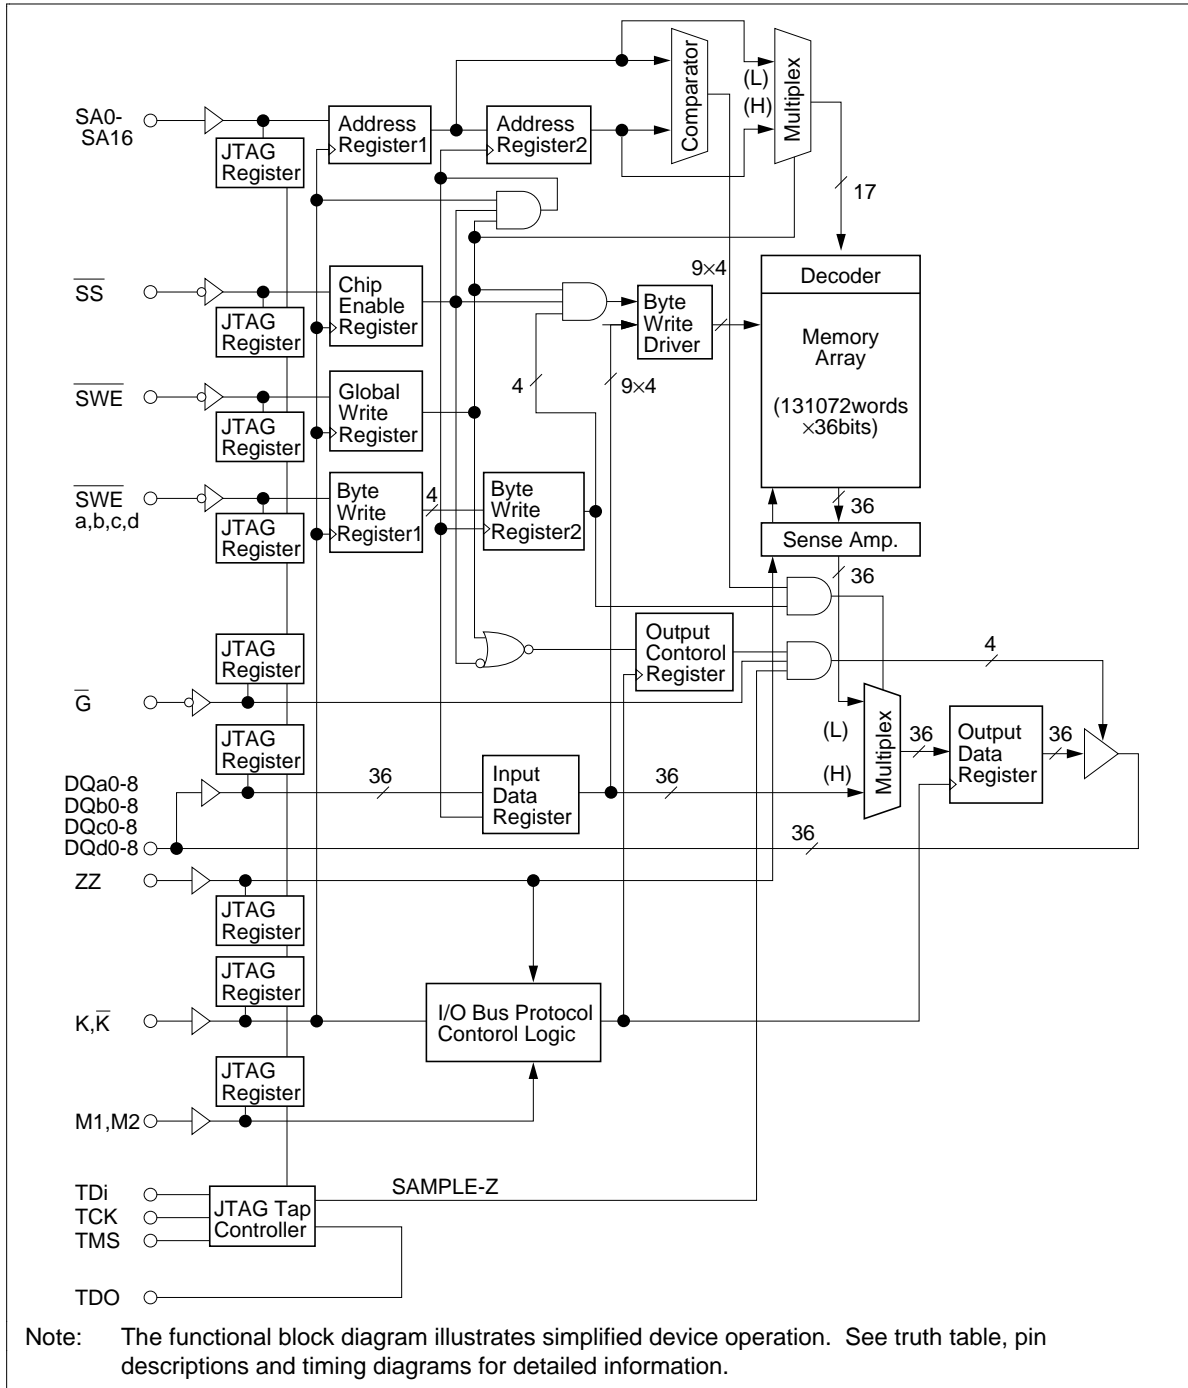 SA0-
SA16
JTAG
Register
Address
Register1
Address
Register2
Comparator
(L)
(H)
Multiplex
17
SS
JTAG
Register
Chip
Enable
Register
9×4
Byte
Write
Driver
Decoder
Memory
Array
(131072words
×36bits)
SWE
JTAG
Register
Global
Write
Register
4
9×4
SWE
a,b,c,d
JTAG
Register
Byte
Write
Register1
4
Byte
Write
Register2
36
Sense Amp.
36
JTAG
Register
Output
Contorol
Register
4
G
JTAG
Register
(L)
(H)
Multiplex
36
Output
Data
Register
36
DQa0-8
DQb0-8
DQc0-8
DQd0-8
36
Input
Data
Register
36
36
ZZ
JTAG
Register
JTAG
Register
K,K
I/O Bus Protocol
Contorol Logic
JTAG
Register
M1,M2
TDi
TCK
TMS
JTAG Tap
Controller
SAMPLE-Z
TDO
Note: The functional block diagram illustrates simplified device operation. See truth table, pin
descriptions and timing diagrams for detailed information.